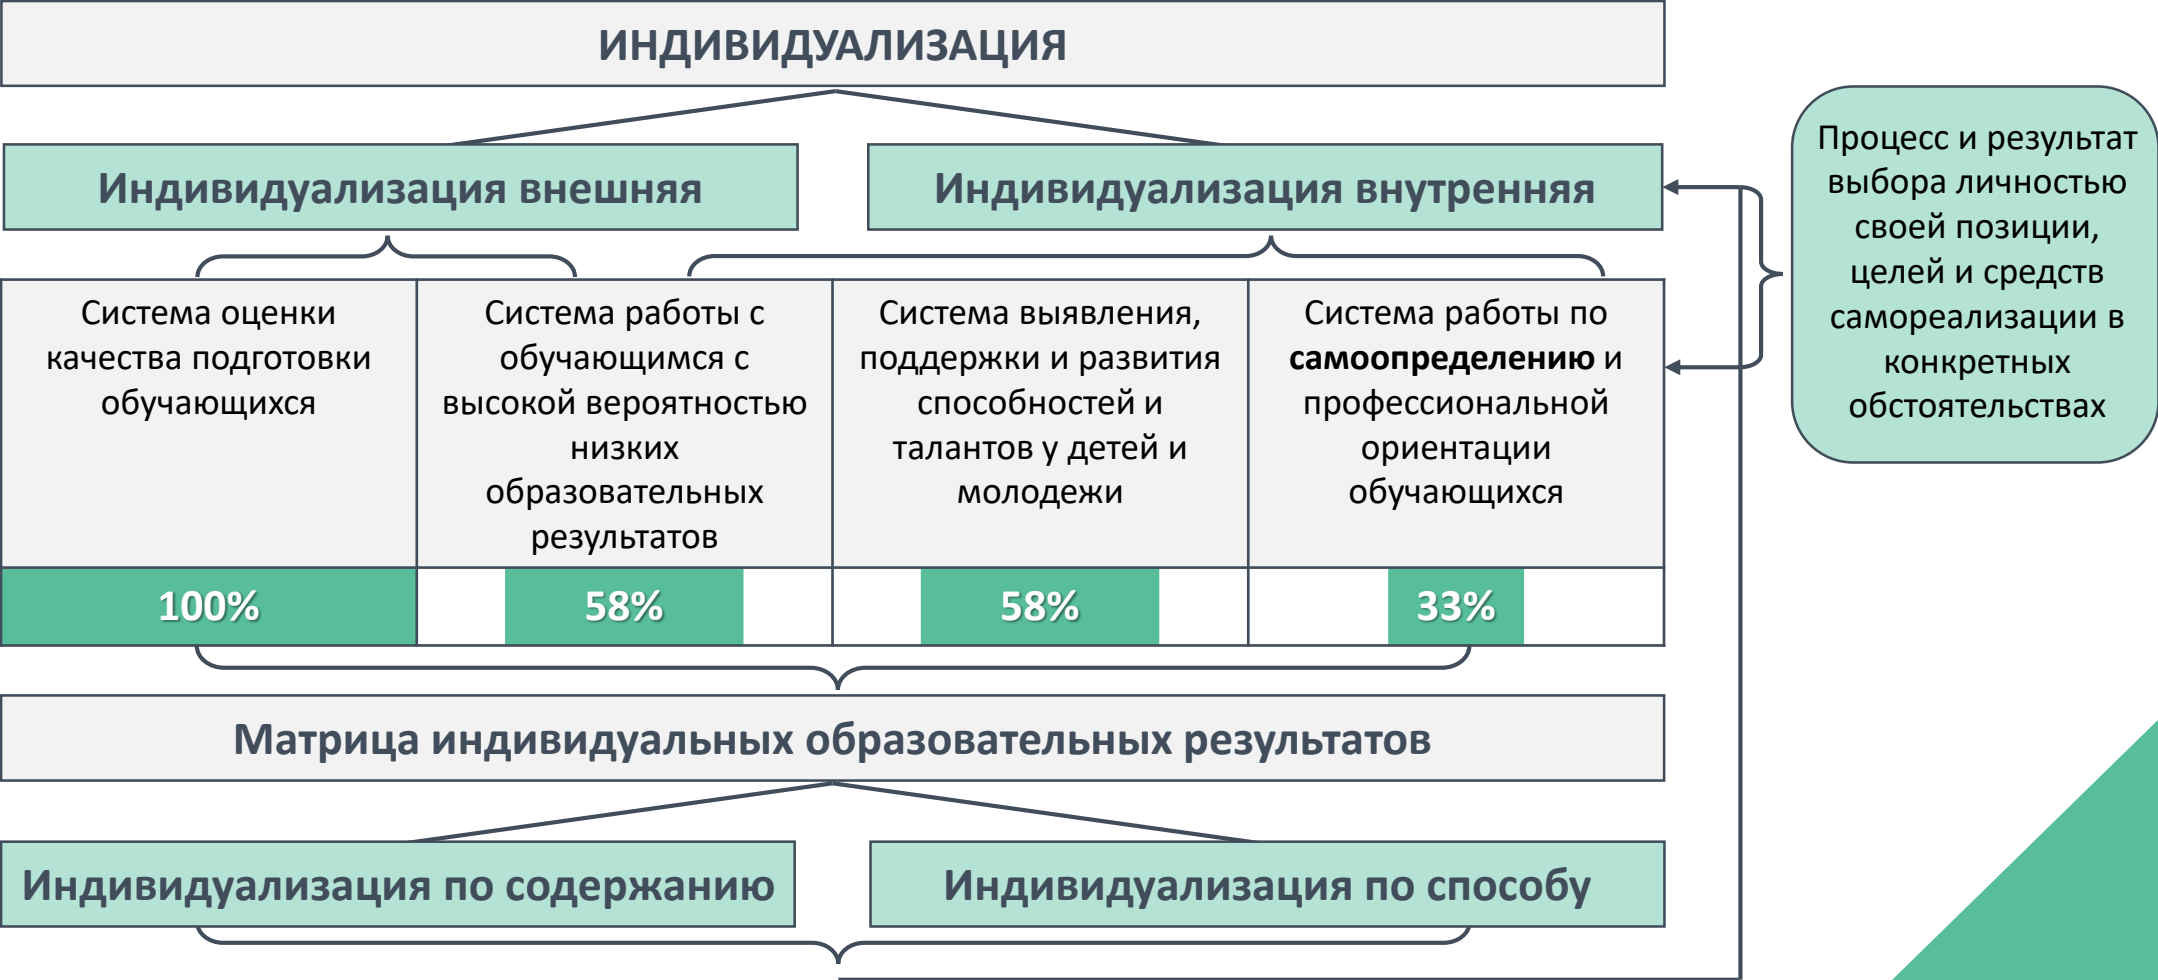 ИНДИВИДУАЛИЗАЦИЯ
Индивидуализация внешняя
Индивидуализация внутренняя
Процесс и результат
выбора личностью
своей позиции,
целей и средств
самореализации в
конкретных
обстоятельствах
Система оценки
качества подготовки
обучающихся
Система работы с
обучающимся с
высокой вероятностью
низких
образовательных
результатов
Система выявления,
поддержки и развития
способностей и
талантов у детей и
молодежи
Система работы по
самоопределению и
профессиональной
ориентации
обучающихся
100%
58%
58%
33%
Матрица индивидуальных образовательных результатов
Индивидуализация по содержанию
Индивидуализация по способу